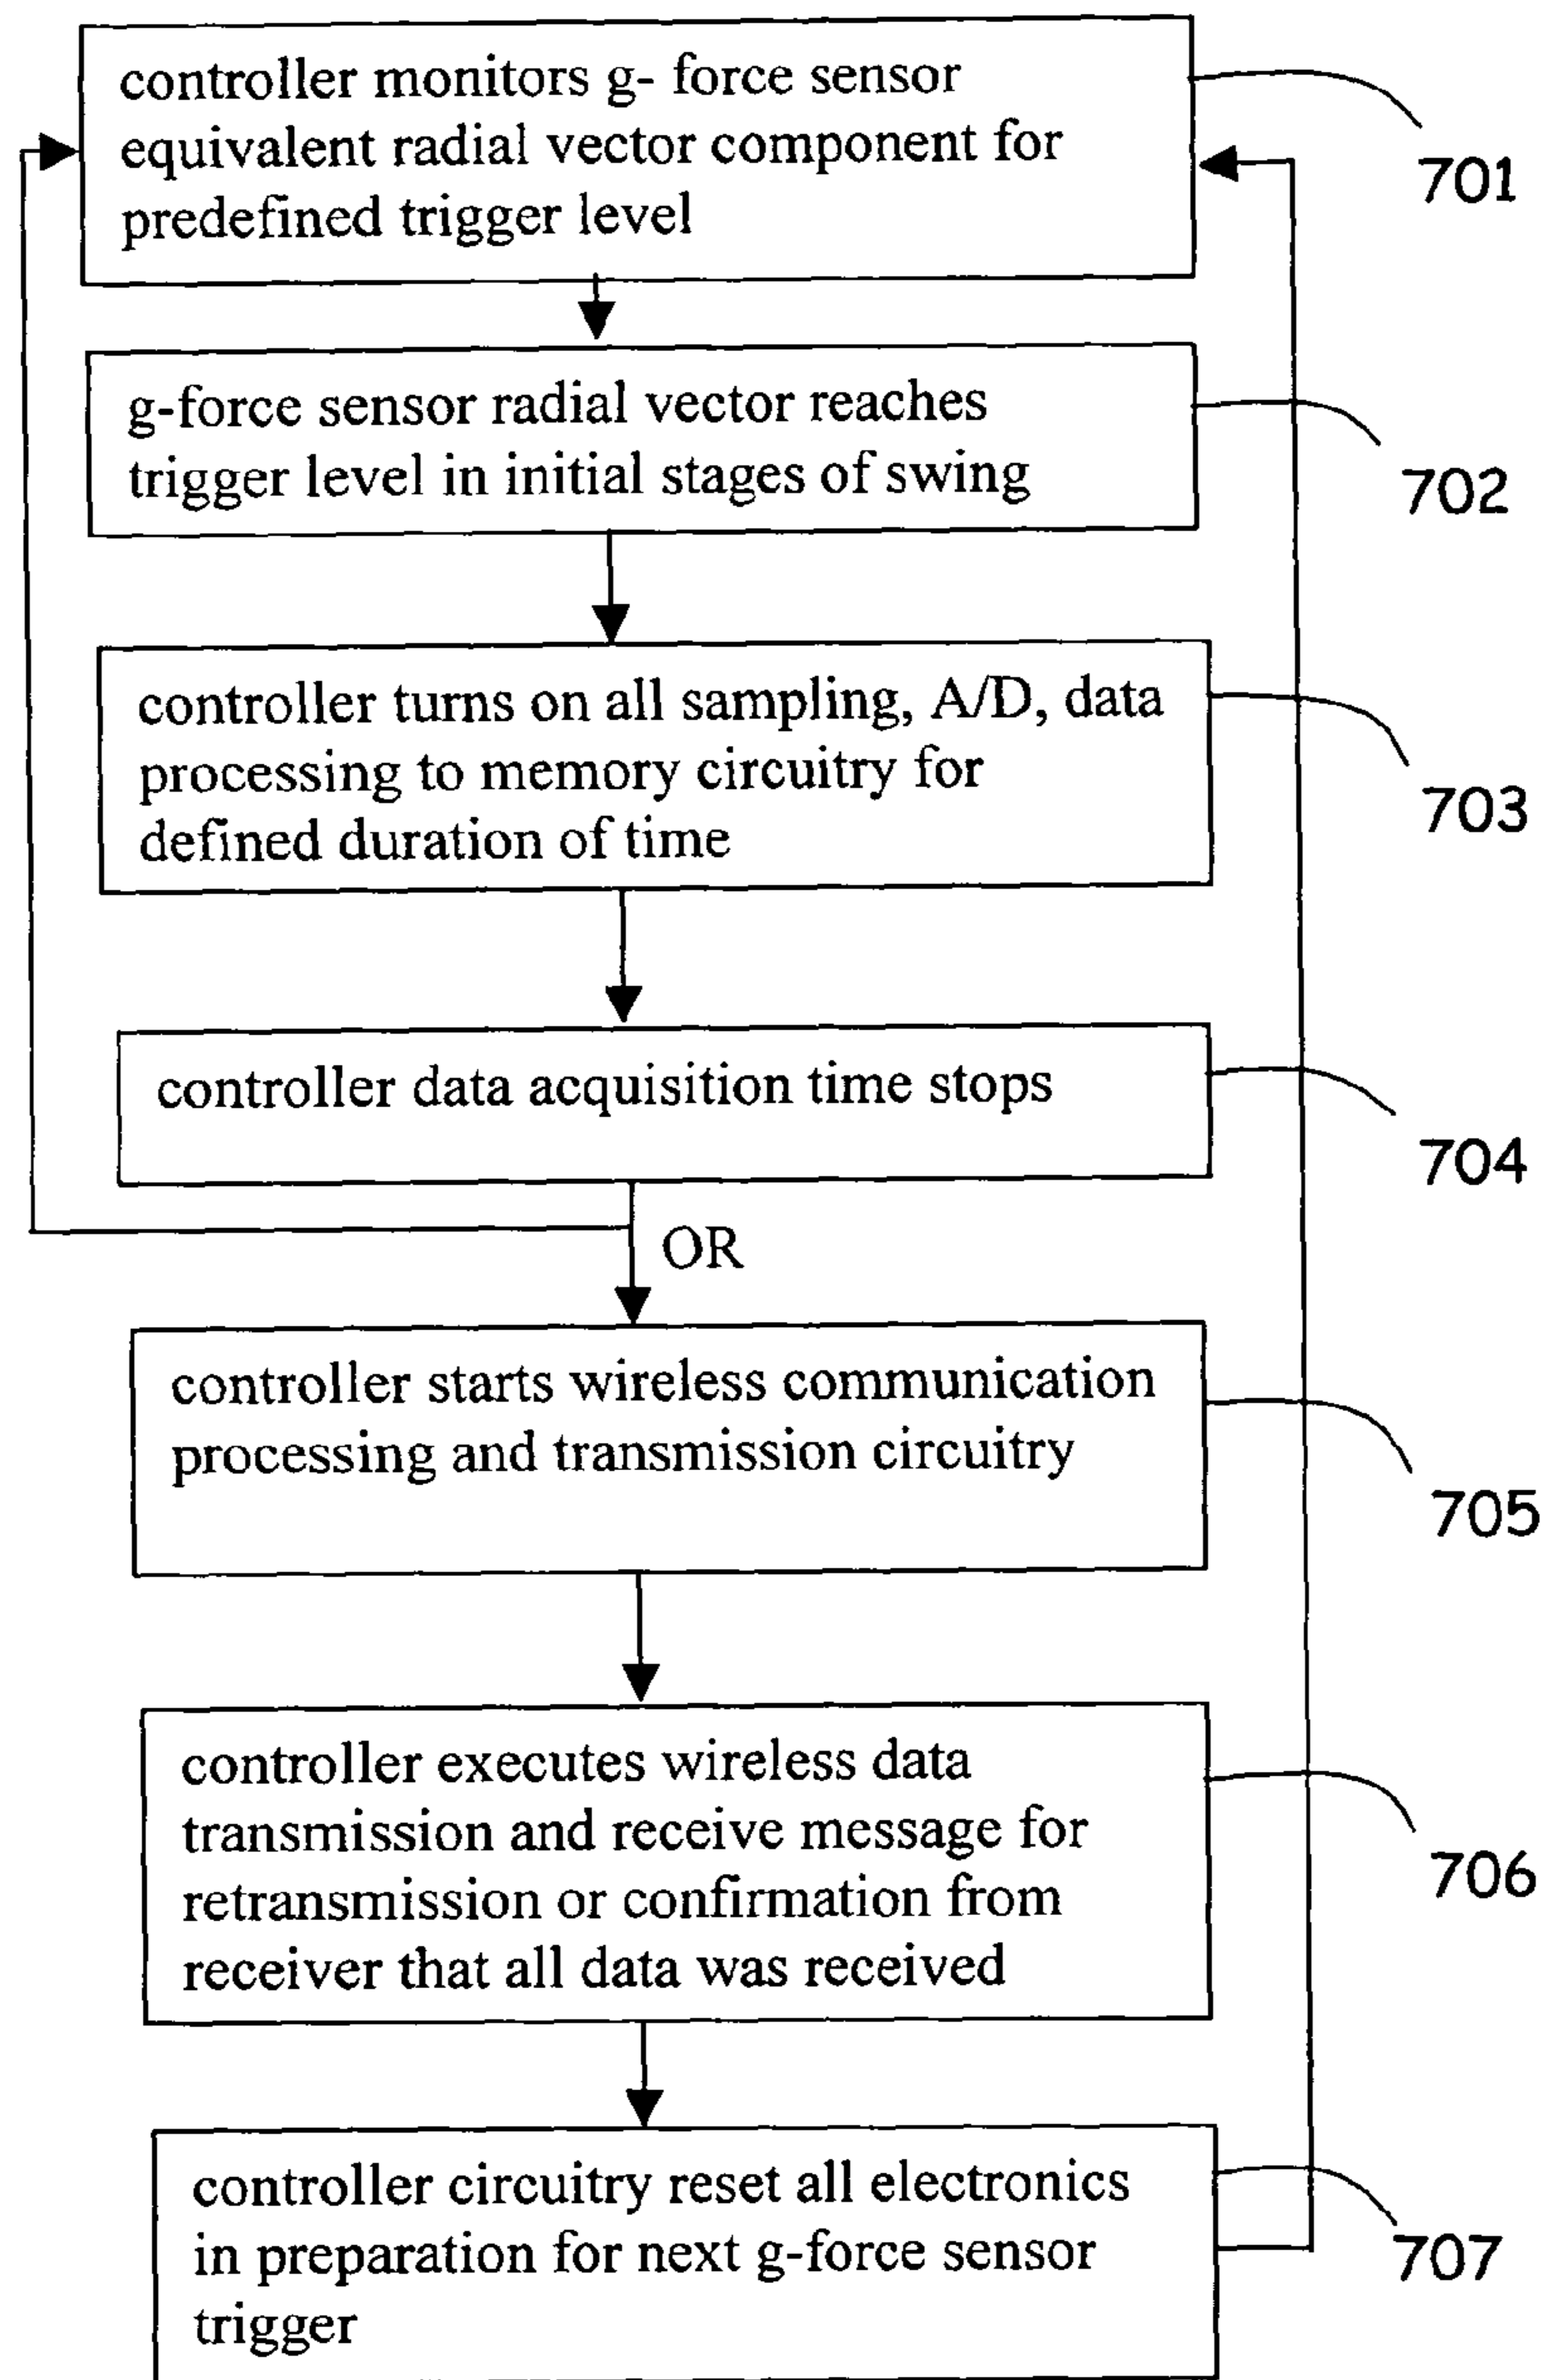 controller monitors g- force sensor
equivalent radial vector component for
predefined trigger level
701
g-force sensor radial vector reaches
trigger level in initial stages of swing
702
controller turns on all sampling, A/D, data
processing to memory circuitry for
defined duration of time
703
controller data acquisition time stops
704
OR
controller starts wireless communication
processing and transmission circuitry
705
controller executes wireless data
transmission and receive message for
retransmission or confirmation from
receiver that all data was received
706
controller circuitry reset all electronics
in preparation for next g-force sensor
trigger
707